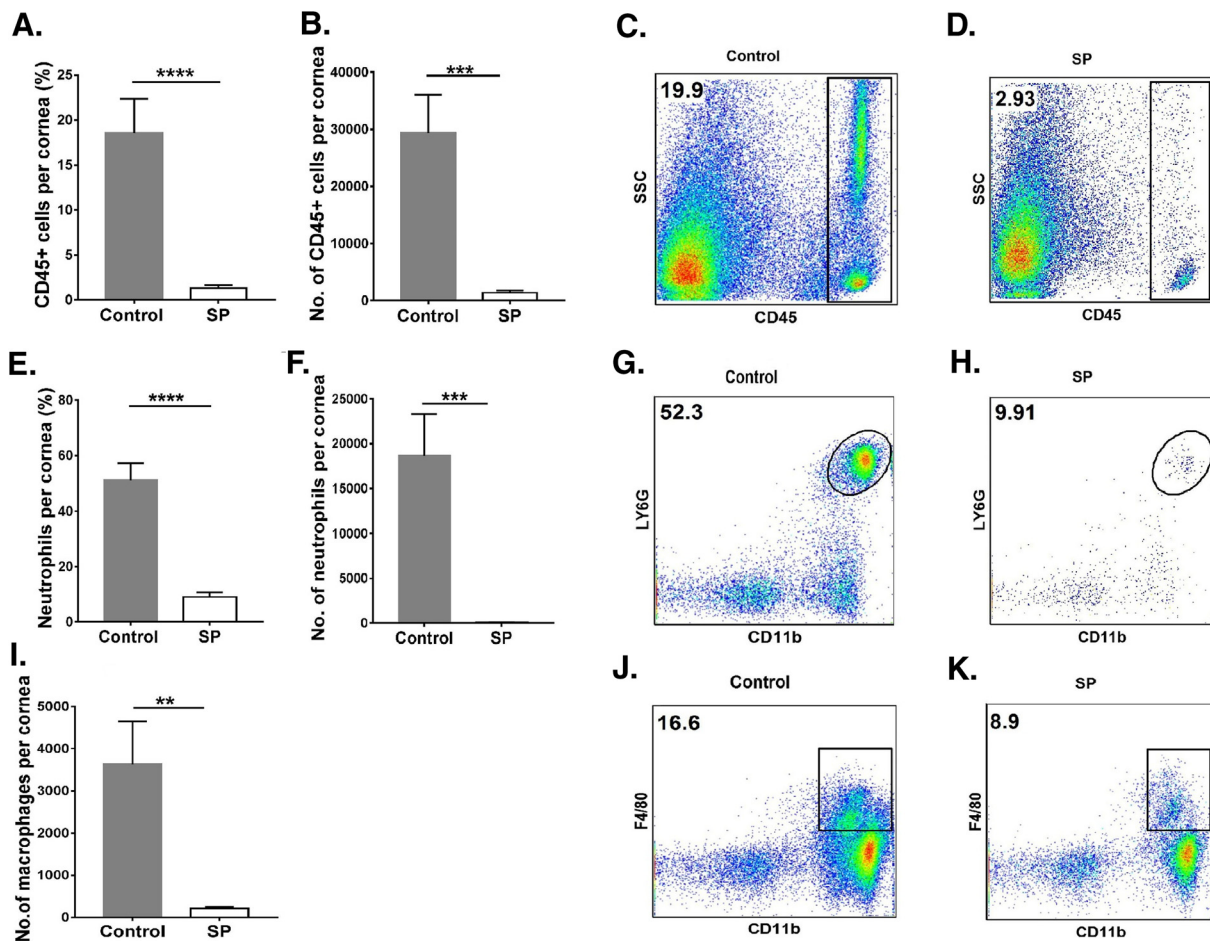 A.
CD45+ cells per cornea (%)
25
20
15
10
5
0
****
Control SP
B.
No. of CD45+ cells per cornea
40000
30000
20000
10000
0
***
Control SP
C.
Control
19.9
SSC
CD45
D.
SP
2.93
SSC
CD45
E.
Neutrophils per cornea (%)
80
60
40
20
0
****
Control SP
F.
No. of neutrophils per cornea
25000
20000
15000
10000
5000
0
***
Control SP
G.
Control
52.3
LY6G
CD11b
H.
SP
9.91
LY6G
CD11b
I.
No.of macrophages per cornea
5000
4000
3000
2000
1000
0
**
Control SP
J.
Control
16.6
F4/80
CD11b
K.
SP
8.9
F4/80
CD11b